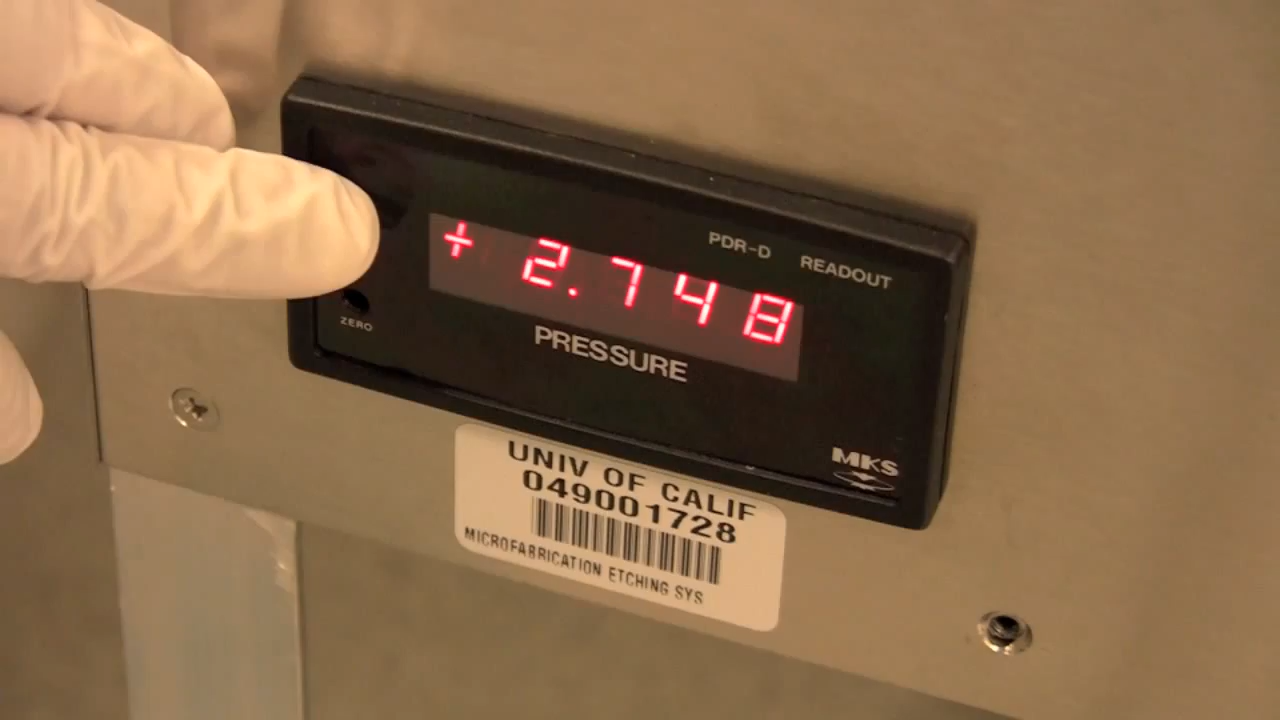 PDR-D READOUT
+ 2.748
ZERO
PRESSURE
MKS
UNIV OF CALIF
049001728
MICROFABRICATION ETCHING SYS